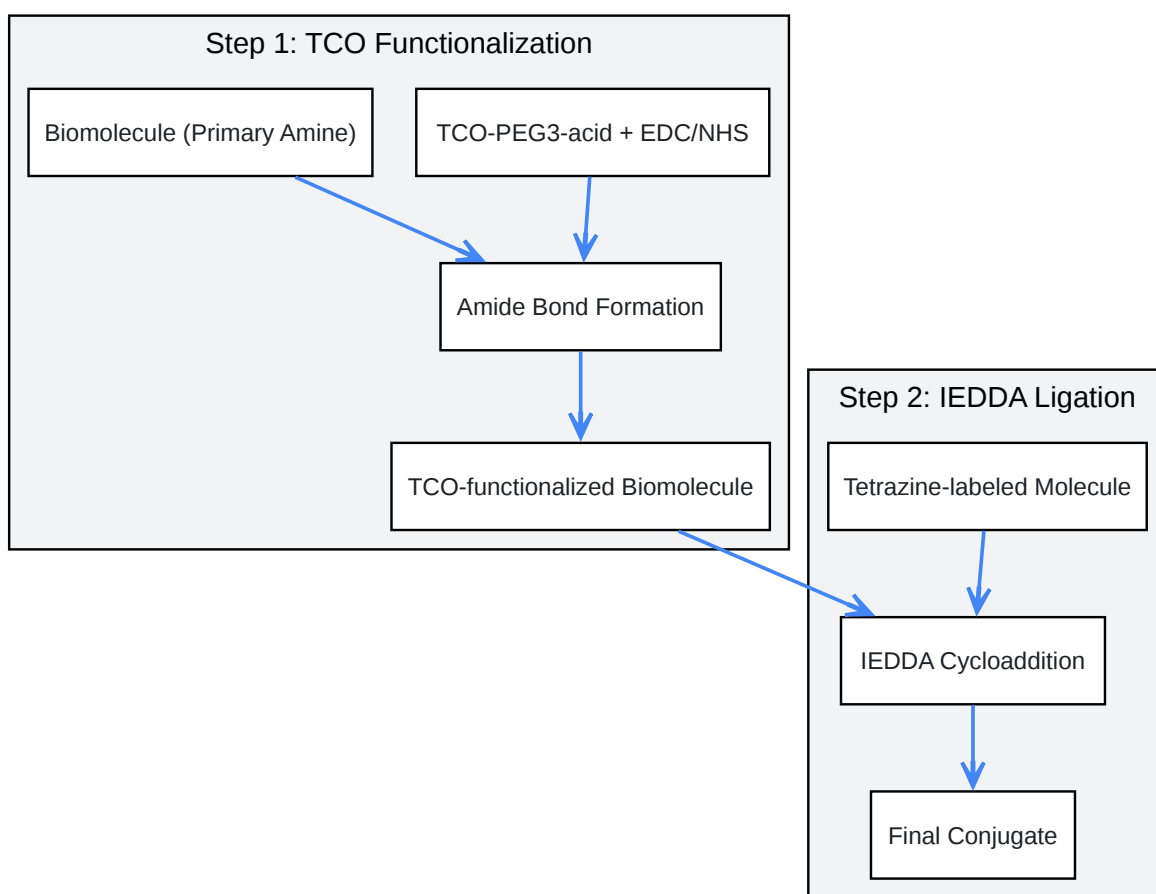 Step 1: TCO Functionalization
Biomolecule (Primary Amine)
TCO-PEG3-acid + EDC/NHS
Amide Bond Formation
TCO-functionalized Biomolecule
Step 2: IEDDA Ligation
Tetrazine-labeled Molecule
IEDDA Cycloaddition
Final Conjugate